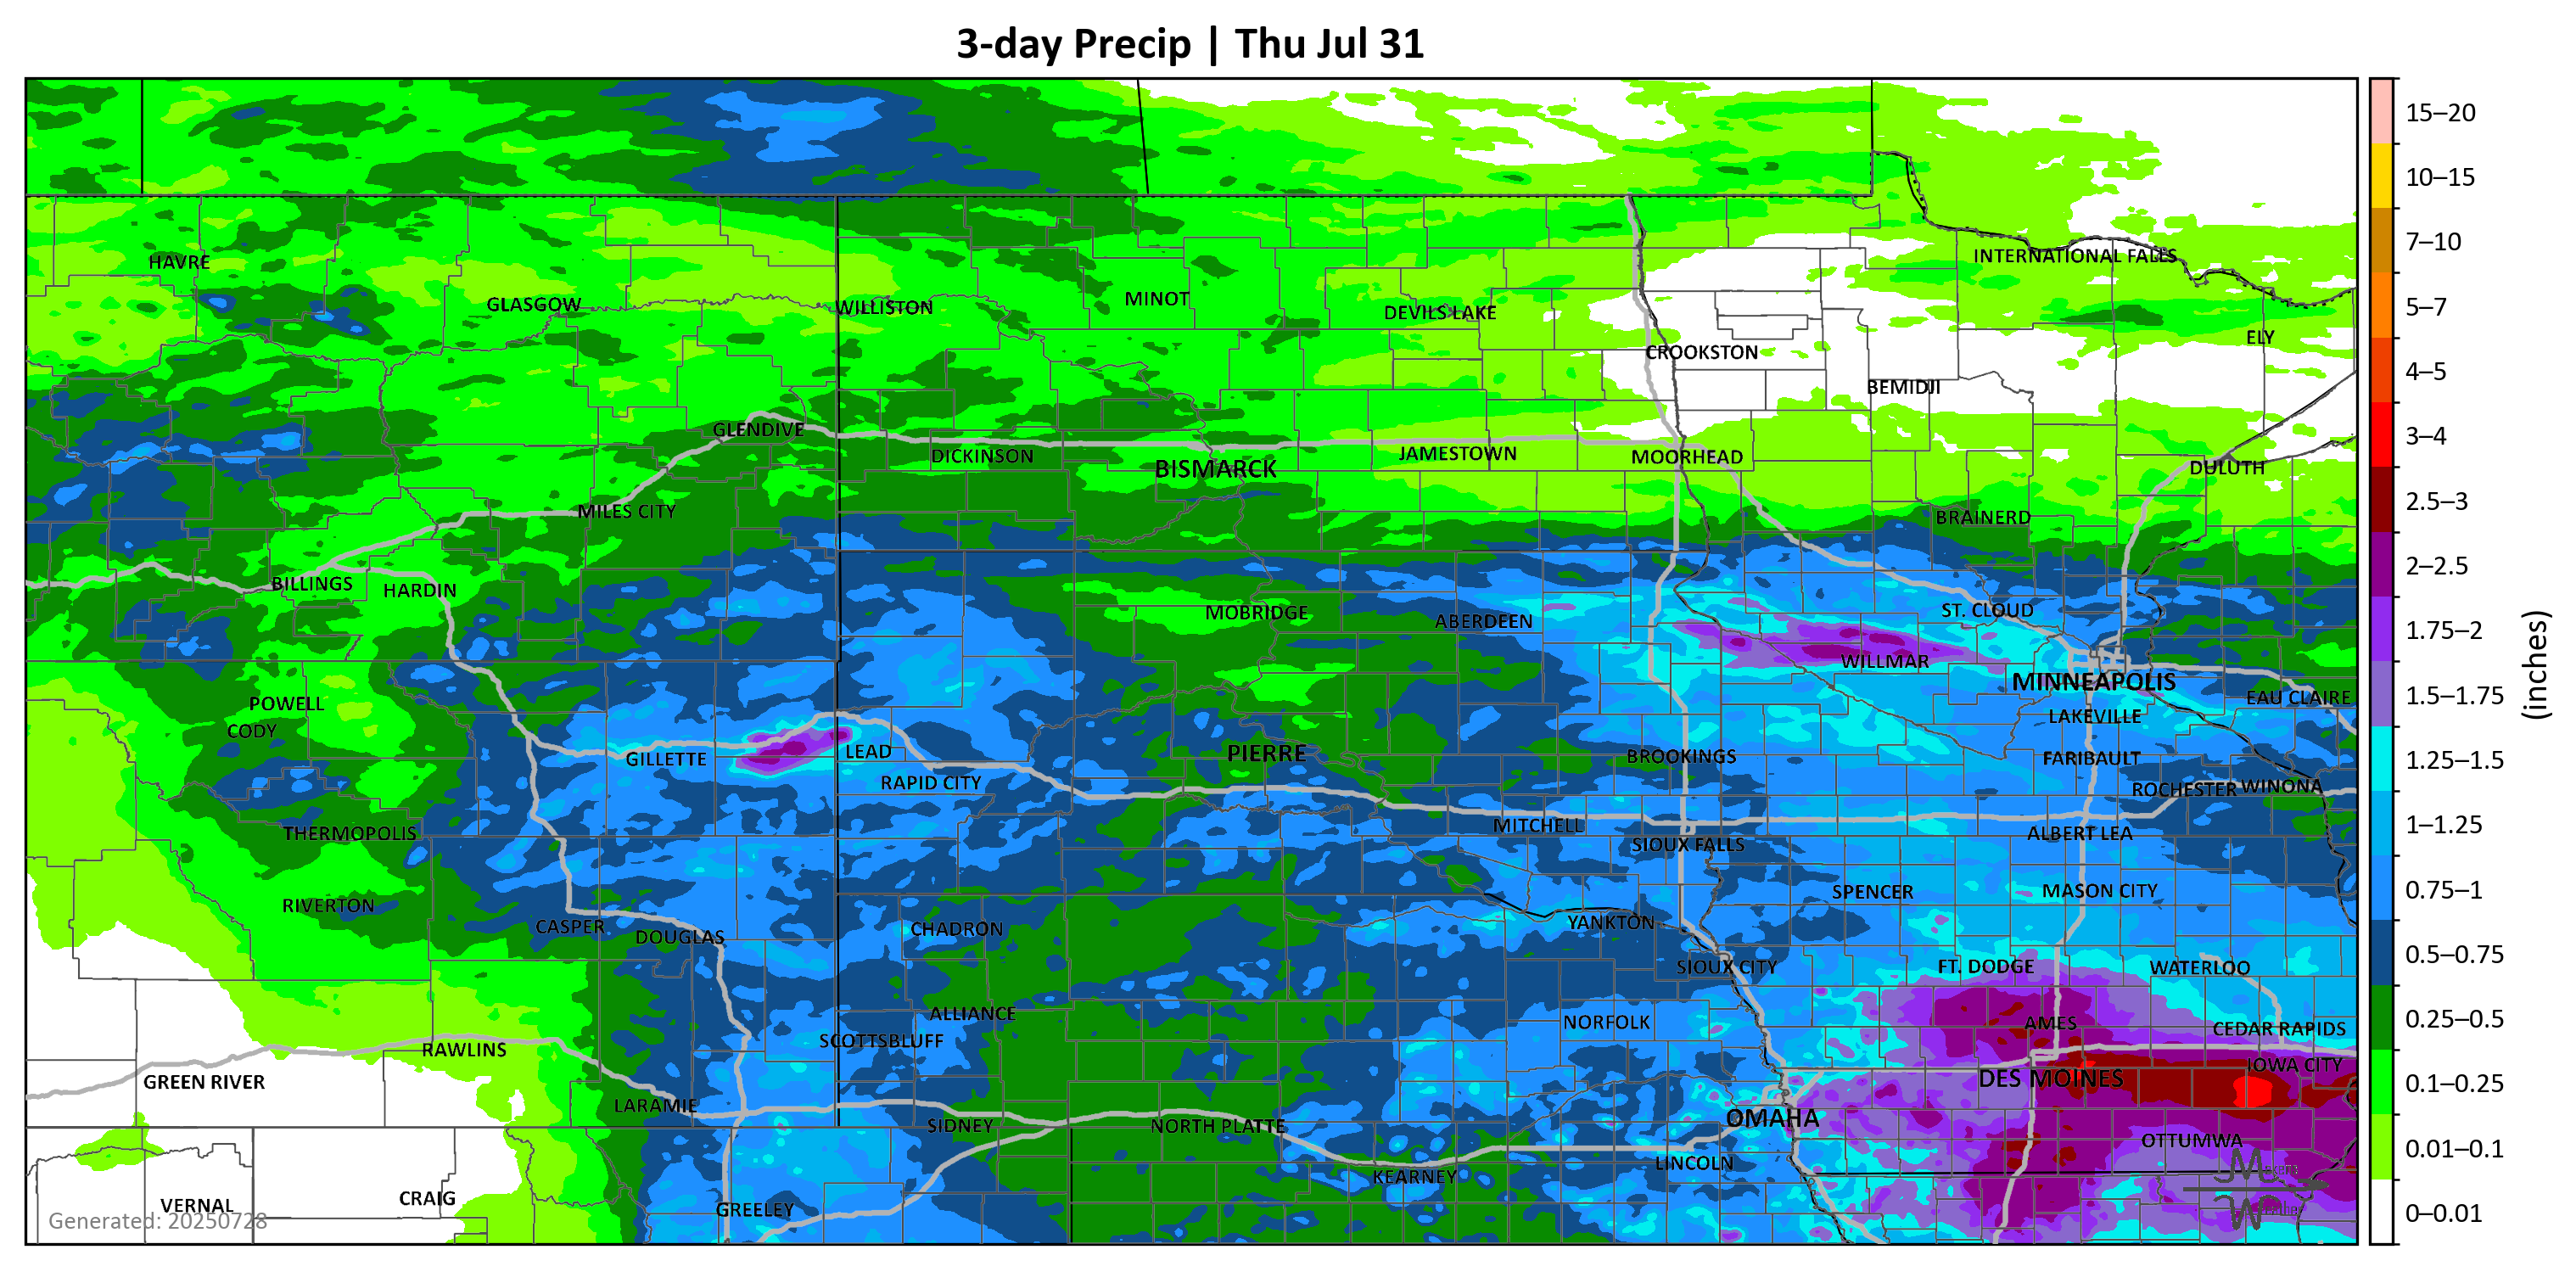 3-day Precip | Thu Jul 31
15–20
10–15
7–10
HAVRE
INTERNATIONAL FALLS
GLASGOW
WILLISTON
MINOT
DEVILS LAKE
5–7
ELY
CROOKSTON
4–5
BEMIDJI
GLENDIVE
DICKINSON
BISMARCK
JAMESTOWN
MOORHEAD
DULUTH
3–4
MILES CITY
BRAINERD
2.5–3
BILLINGS
HARDIN
2–2.5
MOBRIDGE
ABERDEEN
ST. CLOUD
1.75–2
WILLMAR
(inches)
MINNEAPOLIS
POWELL
EAU CLAIRE
1.5–1.75
CODY
LAKEVILLE
GILLETTE
LEAD
PIERRE
BROOKINGS
FARIBAULT
1.25–1.5
RAPID CITY
ROCHESTER
WINONA
THERMOPOLIS
MITCHELL
ALBERT LEA
1–1.25
SIOUX FALLS
RIVERTON
SPENCER
MASON CITY
0.75–1
CASPER
DOUGLAS
CHADRON
YANKTON
0.5–0.75
SIOUX CITY
FT. DODGE
WATERLOO
ALLIANCE
NORFOLK
AMES
CEDAR RAPIDS
0.25–0.5
SCOTTSBLUFF
RAWLINS
IOWA CITY
GREEN RIVER
DES MOINES
0.1–0.25
LARAMIE
SIDNEY
NORTH PLATTE
OMAHA
OTTUMWA
0.01–0.1
LINCOLN
KEARNEY
CRAIG
VERNAL
GREELEY
0–0.01
Generated: 20250728